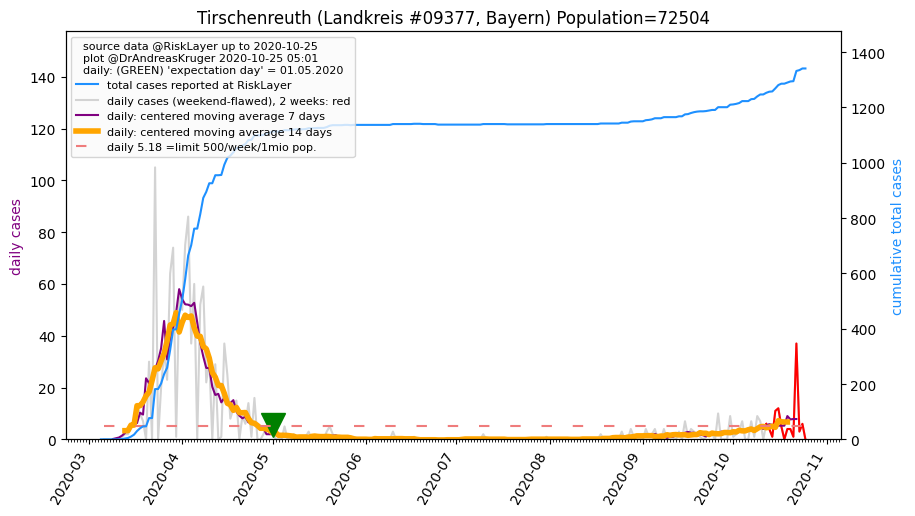 Tirschenreuth (Landkreis #09377, Bayern) Population=72504
source data @RiskLayer up to 2020-10-25
plot @DrAndreasKruger 2020-10-25 05:01
daily: (GREEN) 'expectation day' = 01.05.2020
total cases reported at RiskLayer
daily cases (weekend-flawed), 2 weeks: red
daily: centered moving average 7 days
daily: centered moving average 14 days
daily 5.18 =limit 500/week/1mio pop.
daily cases
140
120
100
80
60
40
20
0
1400
1200
1000
800
600
400
200
0
cumulative total cases
2020-03
2020-04
2020-05
2020-06
2020-07
2020-08
2020-09
2020-10
2020-11